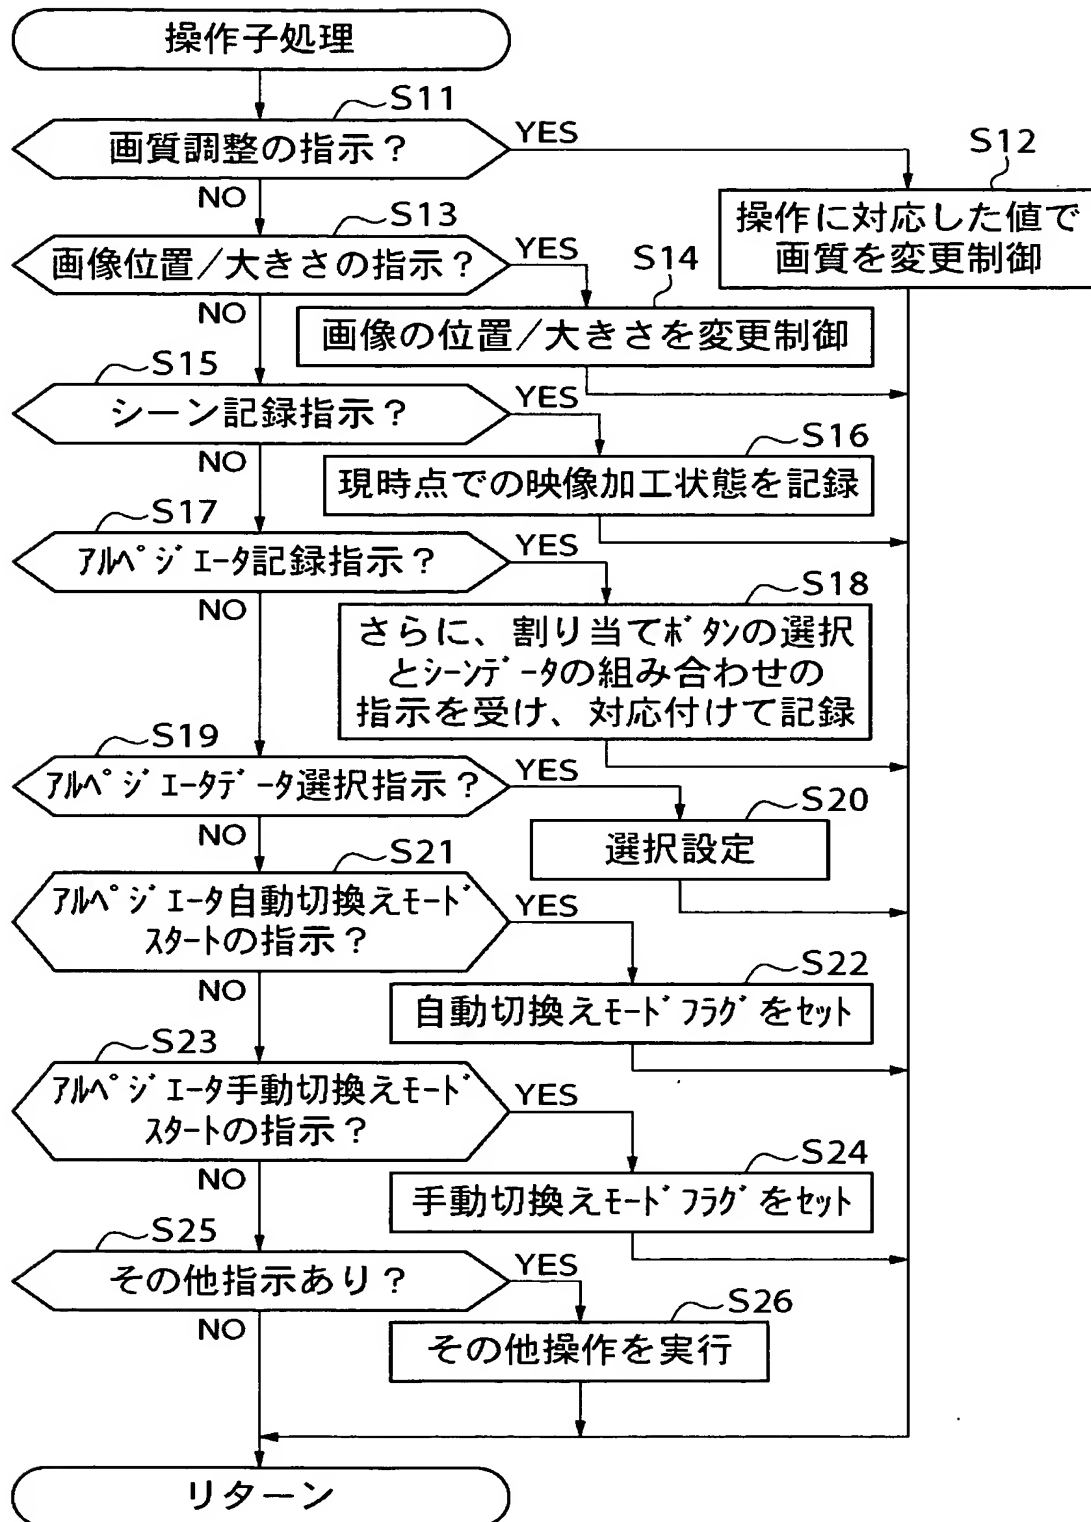 操作子処理
S11
画質調整の指示？
YES
NO
S12
操作に対応した値で
画質を変更制御
S13
画像位置/大きさの指示？
YES
NO
S14
画像の位置/大きさを変更制御
S15
シーン記録指示？
YES
NO
S16
現時点での映像加工状態を記録
S17
ｱﾙﾍﾟｼﾞｴｰﾀ記録指示？
YES
NO
S18
さらに、割り当てﾎﾞﾀﾝの選択
とｼｰﾝﾃﾞｰﾀの組み合わせの
指示を受け、対応付けて記録
S19
ｱﾙﾍﾟｼﾞｴｰﾀﾃﾞｰﾀ選択指示？
YES
NO
S20
選択設定
S21
ｱﾙﾍﾟｼﾞｴｰﾀ自動切換えﾓｰﾄﾞ
ｽﾀｰﾄの指示？
YES
NO
S22
自動切換えﾓｰﾄﾞﾌﾗｸﾞをｾｯﾄ
S23
ｱﾙﾍﾟｼﾞｴｰﾀ手動切換えﾓｰﾄﾞ
ｽﾀｰﾄの指示？
YES
NO
S24
手動切換えﾓｰﾄﾞﾌﾗｸﾞをｾｯﾄ
S25
その他指示あり？
YES
NO
S26
その他操作を実行
リターン